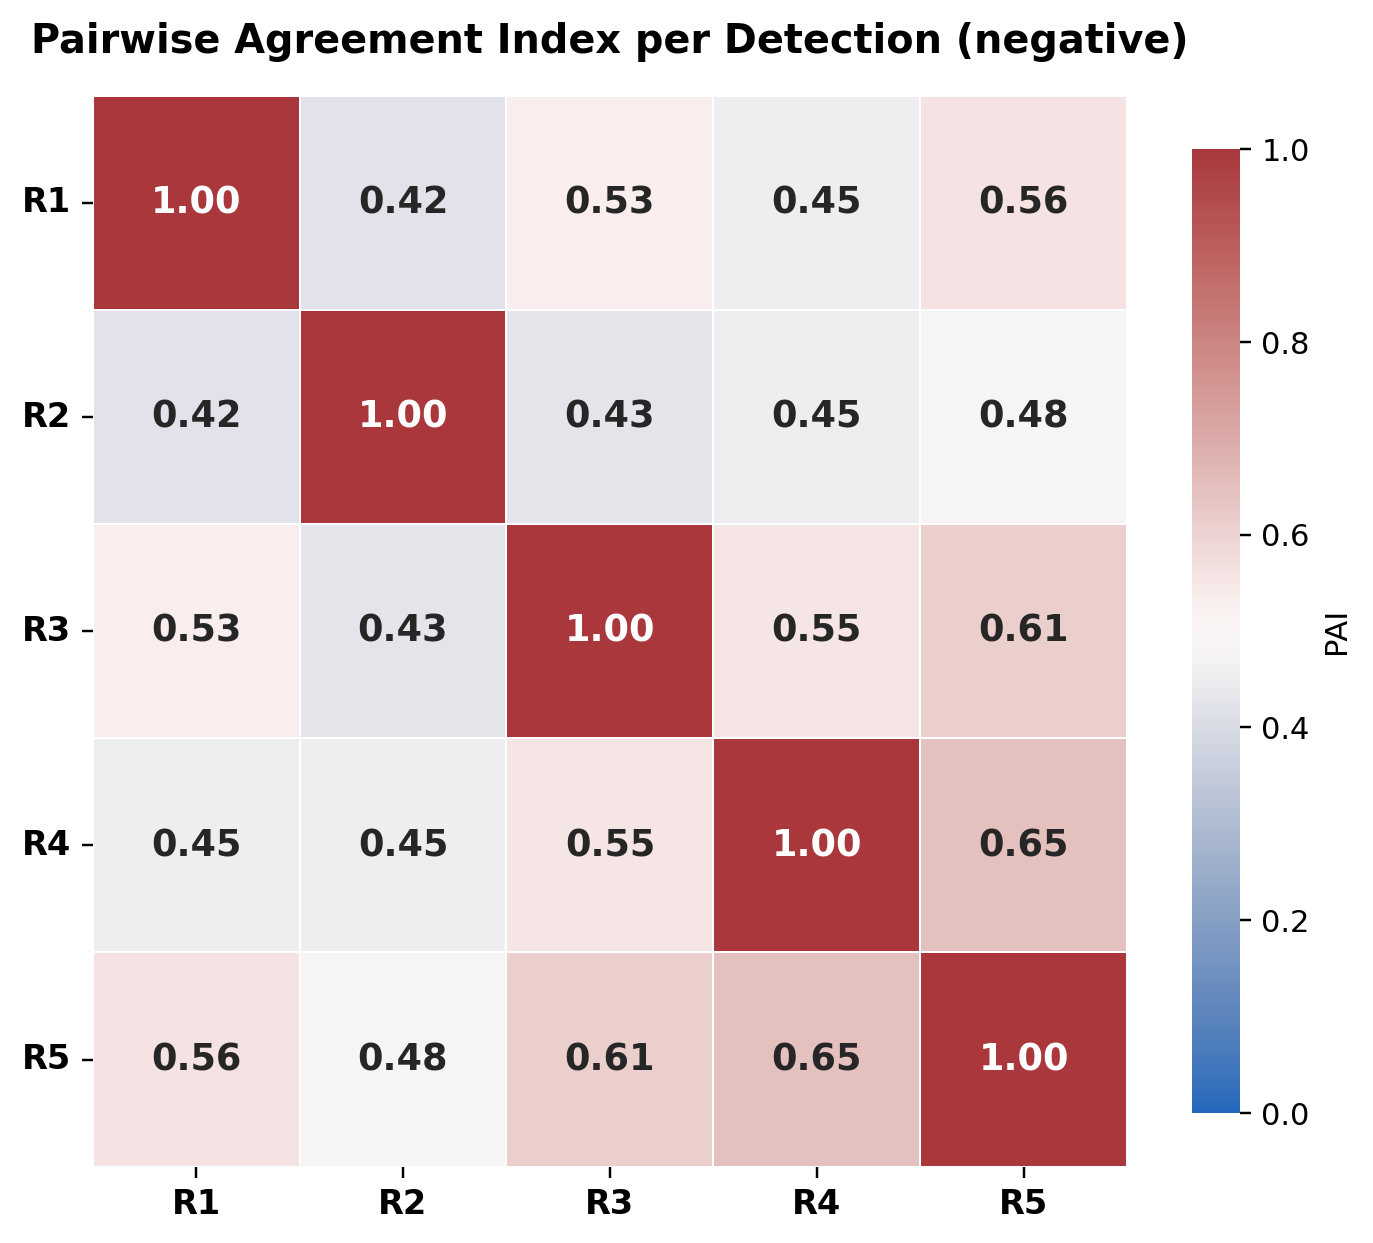 Pairwise Agreement Index per Detection (negative)
R1 1.00 0.42 0.53 0.45 0.56
R2 0.42 1.00 0.43 0.45 0.48
R3 0.53 0.43 1.00 0.55 0.61
R4 0.45 0.45 0.55 1.00 0.65
R5 0.56 0.48 0.61 0.65 1.00
R1 R2 R3 R4 R5
1.0
0.8
0.6
0.4
0.2
0.0
PAI